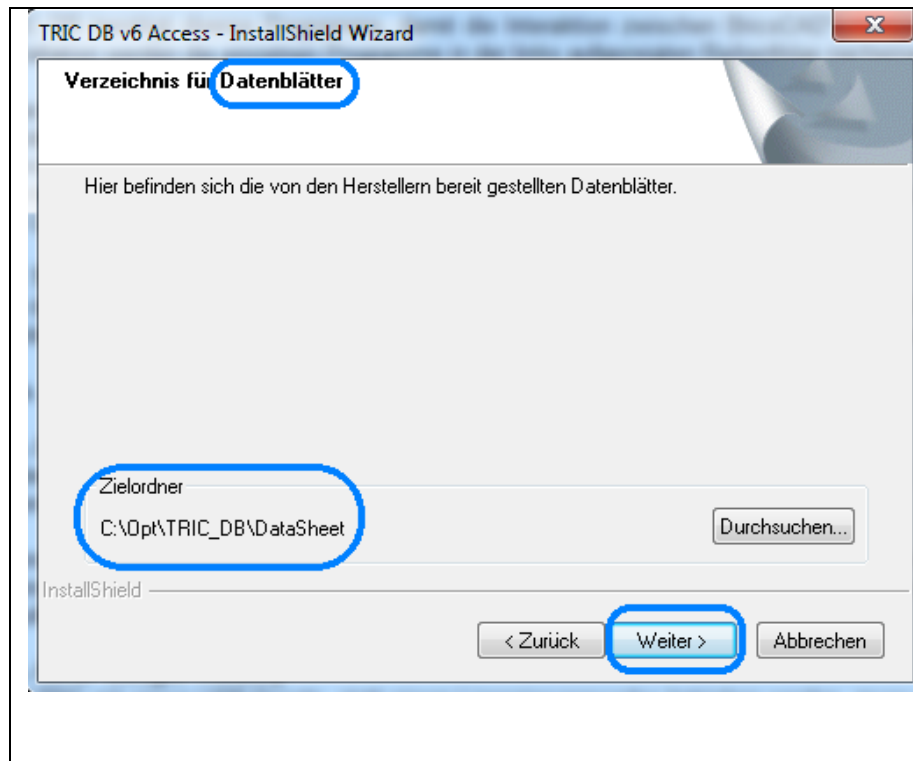 TRIC DB v6 Access - InstallShield Wizard
Verzeichnis für Datenblätter
Hier befinden sich die von den Herstellern bereit gestellten Datenblätter.
Zielordner
C:\Opt\TRIC_DB\DataSheet
Durchsuchen...
InstallShield
< Zurück Weiter > Abbrechen